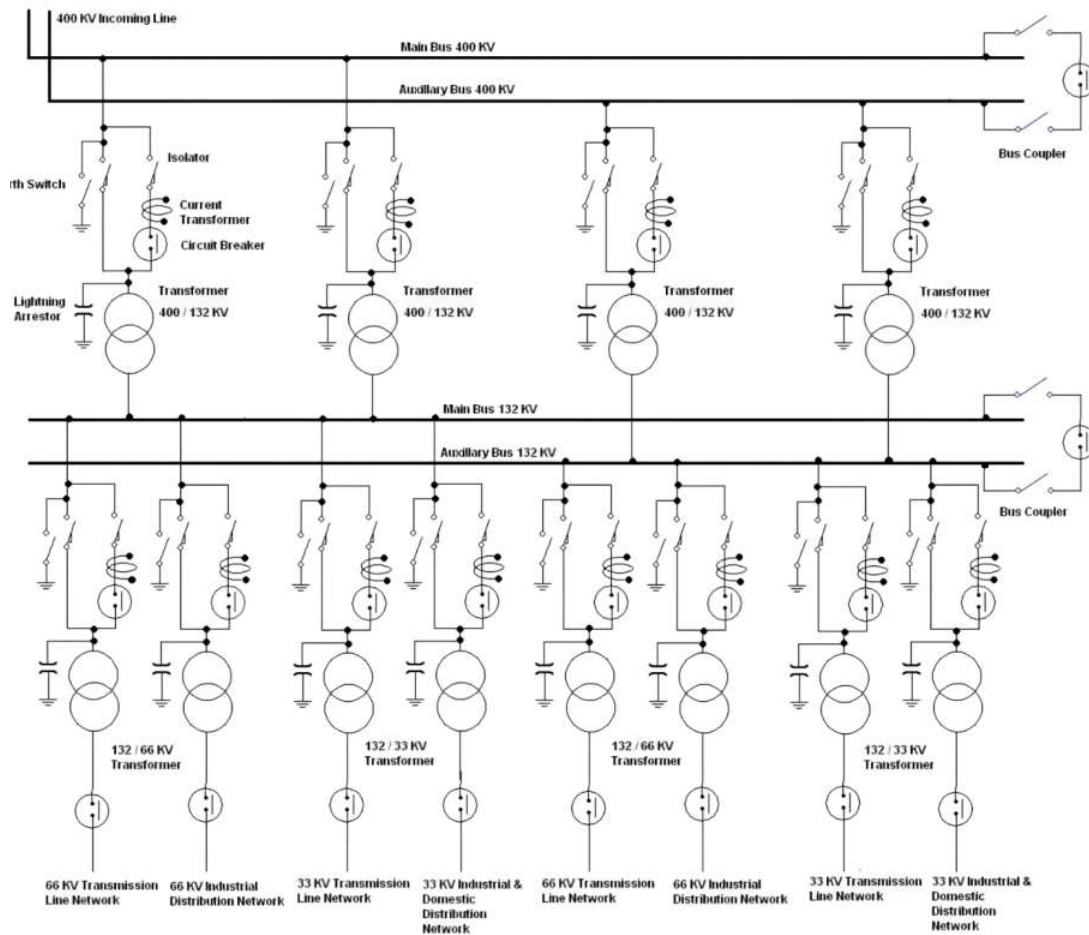 400 KV Incoming Line
Main Bus 400 KV
Auxillary Bus 400 KV
Bus Coupler
Isolator
rth Switch
Current
Transformer
Circuit Breaker
Lightning
Arrestor
Transformer
400 / 132 KV
Transformer
400 / 132 KV
Transformer
400 / 132 KV
Transformer
400 / 132 KV
Main Bus 132 KV
Auxillary Bus 132 KV
Bus Coupler
132 / 66 KV
Transformer
132 / 33 KV
Transformer
132 / 66 KV
Transformer
132 / 33 KV
Transformer
66 KV Transmission
Line Network
66 KV Industrial
Distribution Network
33 KV Transmission
Line Network
33 KV Industrial &
Domestic
Distribution
Network
66 KV Transmission
Line Network
66 KV Industrial
Distribution Network
33 KV Transmission
Line Network
33 KV Industrial &
Domestic
Distribution
Network